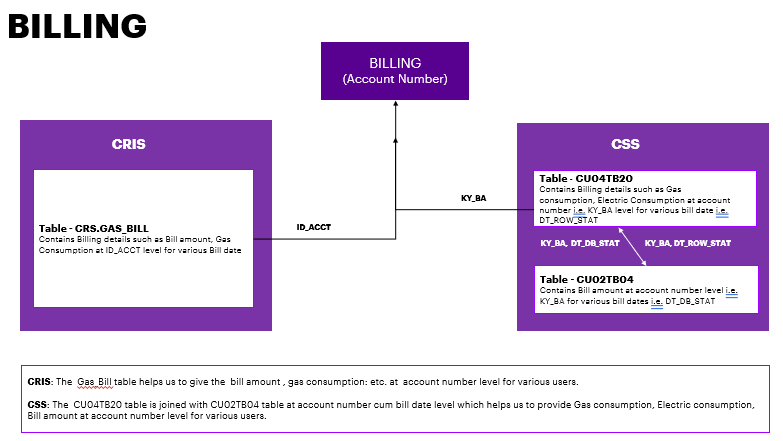 BILLING
BILLING
(Account Number)
CRIS
Table - CRS.GAS_BILL
Contains Billing details such as Bill amount, Gas
Consumption at ID_ACCT level for various Bill date
ID_ACCT
KY_BA
CSS
Table - CU04TB20
Contains Billing details such as Gas
consumption, Electric Consumption at account
number i.e. KY_BA level for various bill date i.e.
DT_ROW_STAT
KY_BA, DT_DB_STAT
KY_BA, DT_ROW_STAT
Table - CU02TB04
Contains Bill amount at account number level i.e.
KY_BA for various bill dates i.e. DT_DB_STAT
CRIS: The Gas_Bill table helps us to give the bill amount , gas consumption: etc. at account number level for various users.
CSS: The CU04TB20 table is joined with CU02TB04 table at account number cum bill date level which helps us to provide Gas consumption, Electric consumption,
Bill amount at account number level for various users.